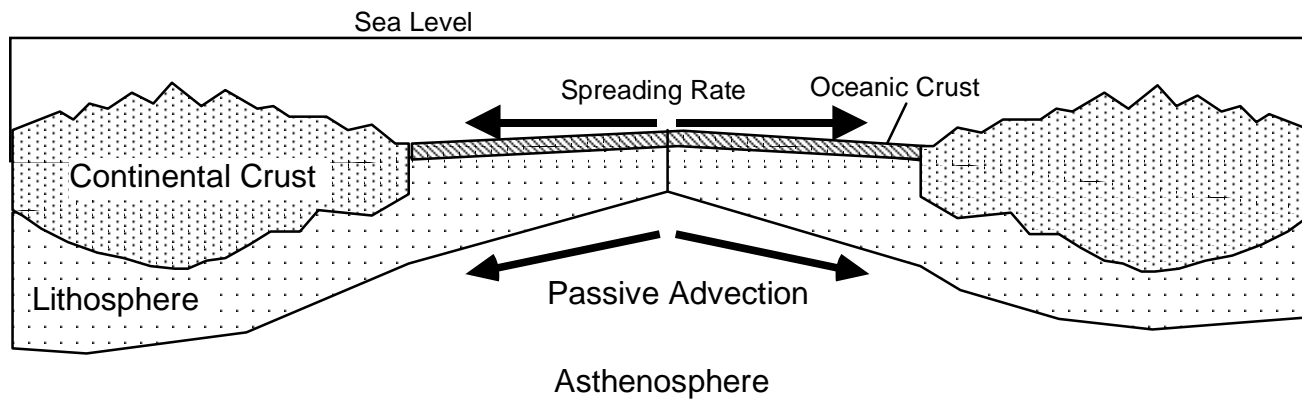 Sea Level
Spreading Rate
Oceanic Crust
Continental Crust
Lithosphere
Passive Advection
Asthenosphere